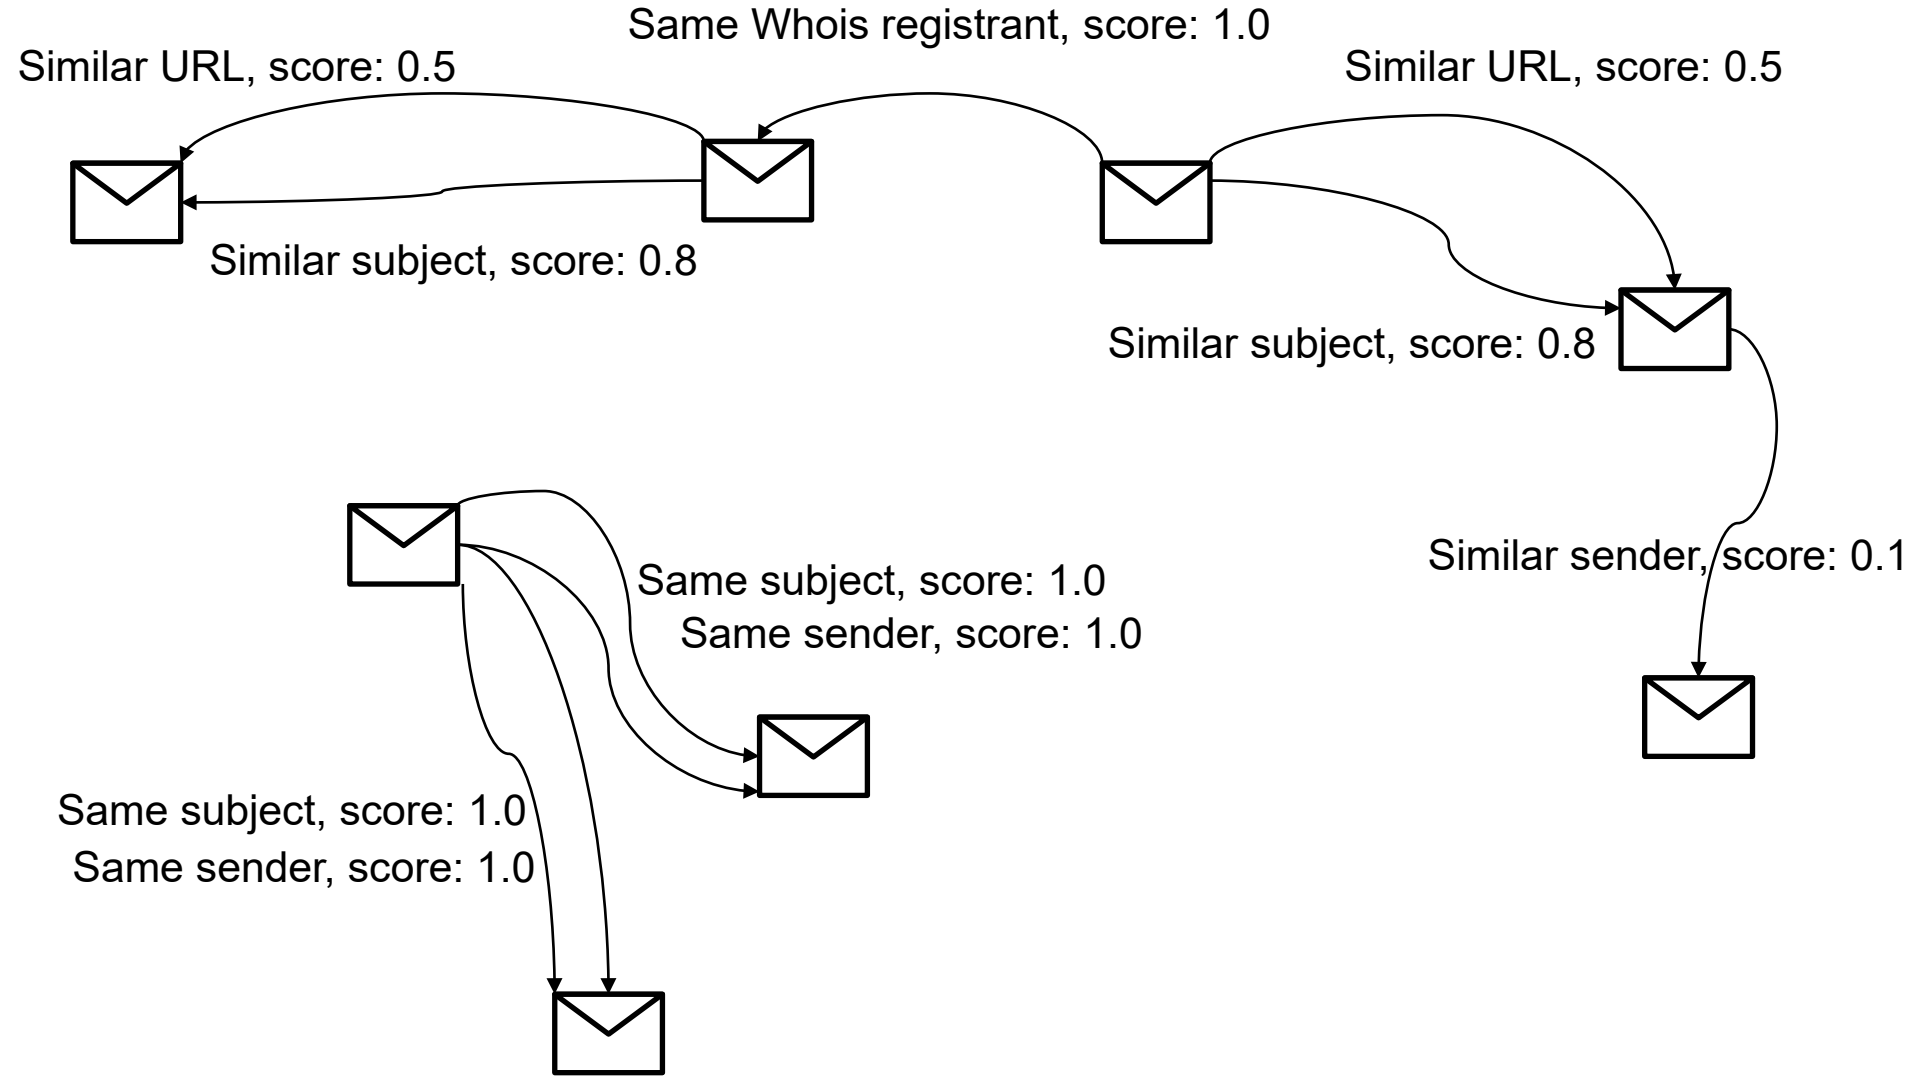 Same Whois registrant, score: 1.0
Similar URL, score: 0.5
Similar URL, score: 0.5
Similar subject, score: 0.8
Similar subject, score: 0.8
Similar sender, score: 0.1
Same subject, score: 1.0
Same sender, score: 1.0
Same subject, score: 1.0
Same sender, score: 1.0